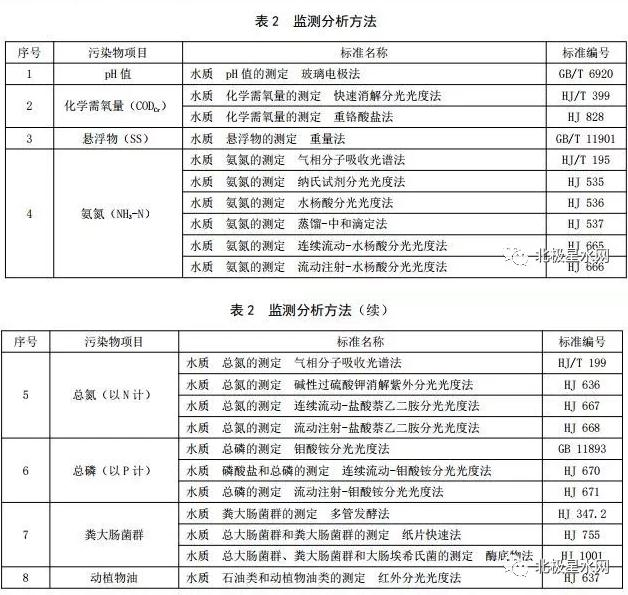 表 2 监测分析方法
序号 污染物项目 标准名称 标准编号
1 pH 值 水质 pH 值的测定 玻璃电极法 GB/T 6920
2 化学需氧量（CODCr） 水质 化学需氧量的测定 快速消解分光光度法 HJ/T 399
水质 化学需氧量的测定 重铬酸盐法 HJ 828
3 悬浮物（SS） 水质 悬浮物的测定 重量法 GB/T 11901
4 氨氮（NH₃-N） 水质 氨氮的测定 气相分子吸收光谱法 HJ/T 195
水质 氨氮的测定 纳氏试剂分光光度法 HJ 535
水质 氨氮的测定 水杨酸分光光度法 HJ 536
水质 氨氮的测定 蒸馏-中和滴定法 HJ 537
水质 氨氮的测定 连续流动-水杨酸分光光度法 HJ 665
水质 氨氮的测定 流动注射-水杨酸分光光度法 HJ 666
北极星水网
表 2 监测分析方法（续）
序号 污染物项目 标准名称 标准编号
5 总氮（以 N 计） 水质 总氮的测定 气相分子吸收光谱法 HJ/T 199
水质 总氮的测定 碱性过硫酸钾消解紫外分光光度法 HJ 636
水质 总氮的测定 连续流动-盐酸萘乙二胺分光光度法 HJ 667
水质 总氮的测定 流动注射-盐酸萘乙二胺分光光度法 HJ 668
6 总磷（以 P 计） 水质 总磷的测定 钼酸铵分光光度法 GB 11893
水质 磷酸盐和总磷的测定 连续流动-钼酸铵分光光度法 HJ 670
水质 总磷的测定 流动注射-钼酸铵分光光度法 HJ 671
7 粪大肠菌群 水质 粪大肠菌群的测定 多管发酵法 HJ 347.2
水质 总大肠菌群和粪大肠菌群的测定 纸片快速法 HJ 755
水质 总大肠菌群、粪大肠菌群和大肠埃希氏菌的测定 酶底物法 HJ 1001
8 动植物油 水质 石油类和动植物油类的测定 红外分光光度法 HJ 637
北极星水网